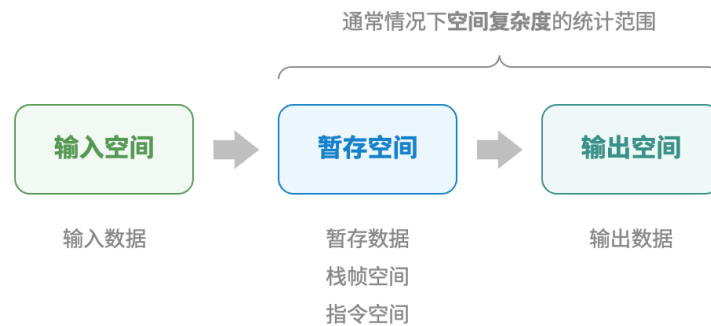 通常情况下空间复杂度的统计范围
输入空间
暂存空间
输出空间
输入数据
暂存数据
输出数据
栈帧空间
指令空间